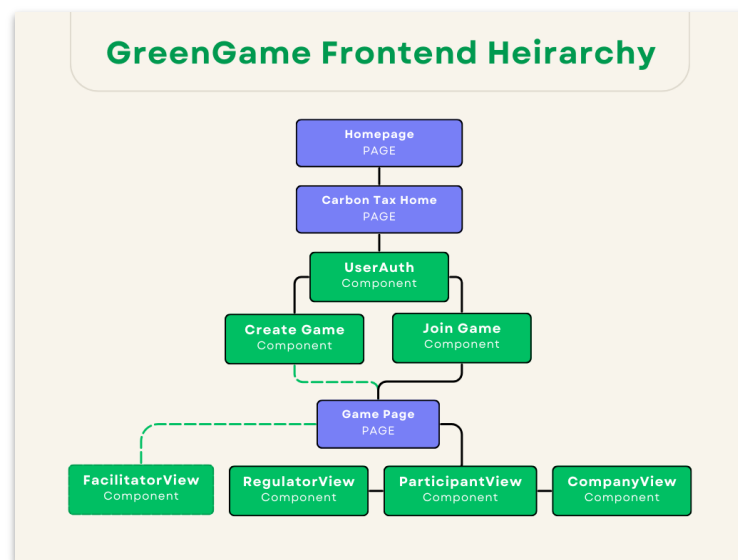 GreenGame Frontend Heirarchy
Homepage
PAGE
Carbon Tax Home
PAGE
UserAuth
Component
Create Game
Component
Join Game
Component
Game Page
PAGE
FacilitatorView
Component
RegulatorView
Component
ParticipantView
Component
CompanyView
Component